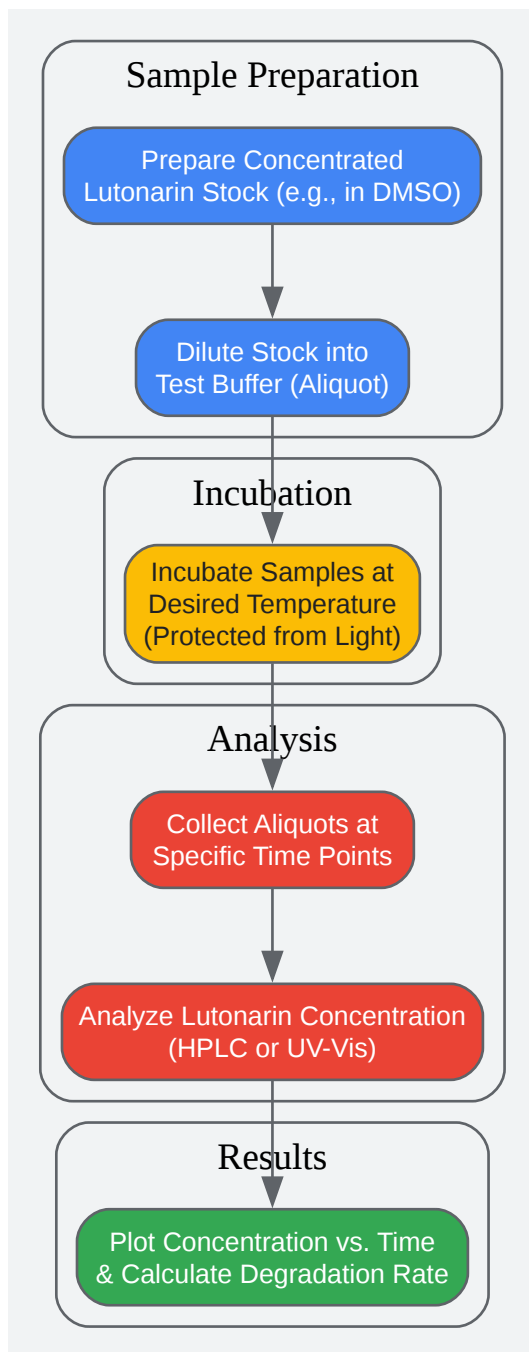 Sample Preparation
Prepare Concentrated
Lutonarin Stock (e.g., in DMSO)
Dilute Stock into
Test Buffer (Aliquot)
Incubation
Incubate Samples at
Desired Temperature
(Protected from Light)
Analysis
Collect Aliquots at
Specific Time Points
Analyze Lutonarin Concentration
(HPLC or UV-Vis)
Results
Plot Concentration vs. Time
& Calculate Degradation Rate